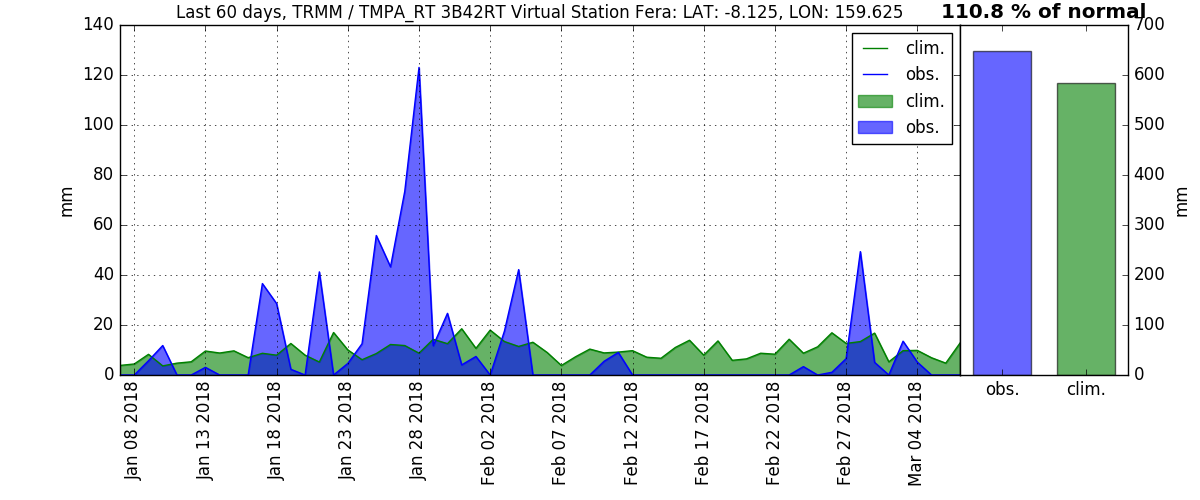 Last 60 days, TRMM / TMPA_RT 3B42RT Virtual Station Fera: LAT: -8.125, LON: 159.625
110.8 % of normal
clim.
obs.
clim.
obs.
mm
140
120
100
80
60
40
20
0
Jan 08 2018
Jan 13 2018
Jan 18 2018
Jan 23 2018
Jan 28 2018
Feb 02 2018
Feb 07 2018
Feb 12 2018
Feb 17 2018
Feb 22 2018
Feb 27 2018
Mar 04 2018
700
600
500
400
300
200
100
0
mm
obs.
clim.